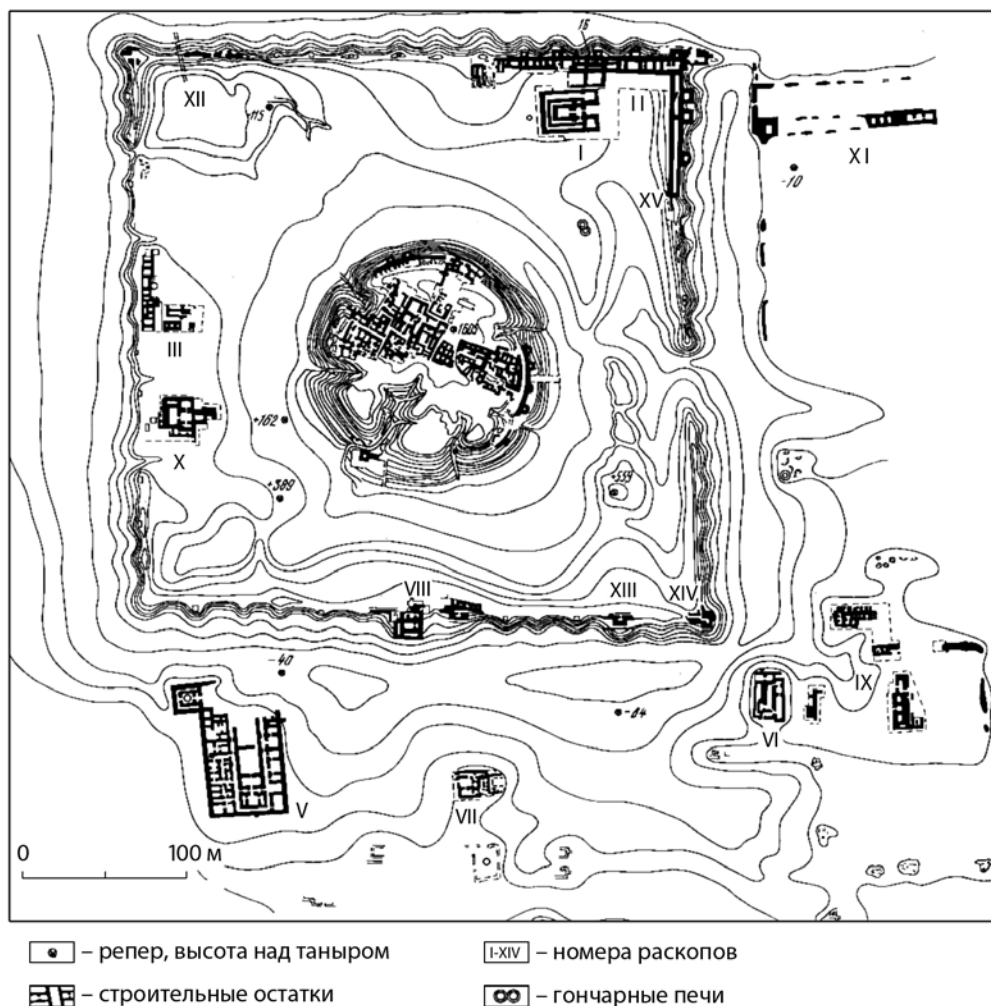 16
XII
-115
II
I
XI
-10
XV
III
X
+162
+389
+559
VIII
XIII
XIV
-40
-84
IX
VI
V
VII
0 100 м
– репер, высота над таныром
I-XIV – номера раскопов
– строительные остатки
– гончарные печи